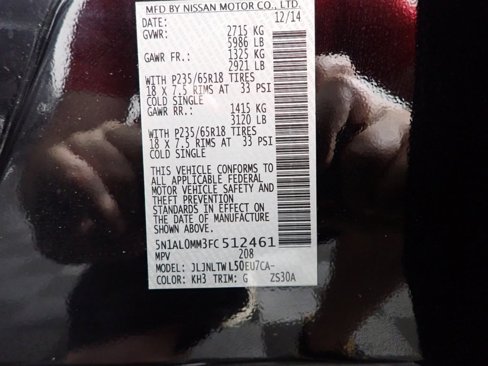 MFD BY NISSAN MOTOR CO., LTD.
DATE: 12/14
GVWR: 2715 KG
5986 LB
GAWR FR.: 1325 KG
2921 LB
WITH P235/65R18 TIRES
18 X 7.5 RIMS AT 33 PSI
COLD SINGLE
GAWR RR.: 1415 KG
3120 LB
WITH P235/65R18 TIRES
18 X 7.5 RIMS AT 33 PSI
COLD SINGLE
THIS VEHICLE CONFORMS TO
ALL APPLICABLE FEDERAL
MOTOR VEHICLE SAFETY AND
THEFT PREVENTION
STANDARDS IN EFFECT ON
THE DATE OF MANUFACTURE
SHOWN ABOVE.
5N1AL0MM3FC512461
MPV 208
MODEL: JLJNLTWL50EU7CA-
COLOR: KH3 TRIM: G ZS30A